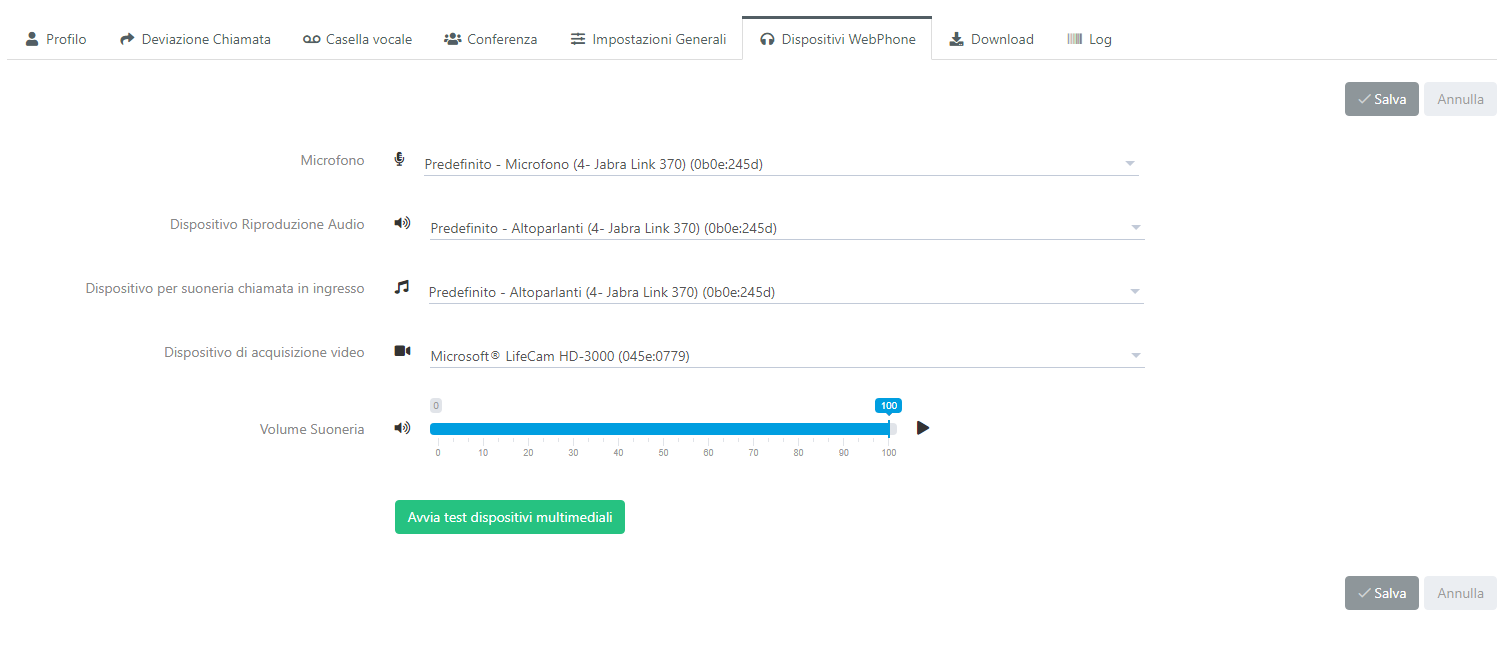 Profilo Deviazione Chiamata Casella vocale Conferenza Impostazioni Generali Dispositivi WebPhone Download Log
Salva Annulla
Microfono Predefinito - Microfono (4- Jabra Link 370) (0b0e:245d)
Dispositivo Riproduzione Audio Predefinito - Altoparlanti (4- Jabra Link 370) (0b0e:245d)
Dispositivo per suoneria chiamata in ingresso Predefinito - Altoparlanti (4- Jabra Link 370) (0b0e:245d)
Dispositivo di acquisizione video Microsoft® LifeCam HD-3000 (045e:0779)
0 100
Volume Suoneria
0 10 20 30 40 50 60 70 80 90 100
Avvia test dispositivi multimediali
Salva Annulla